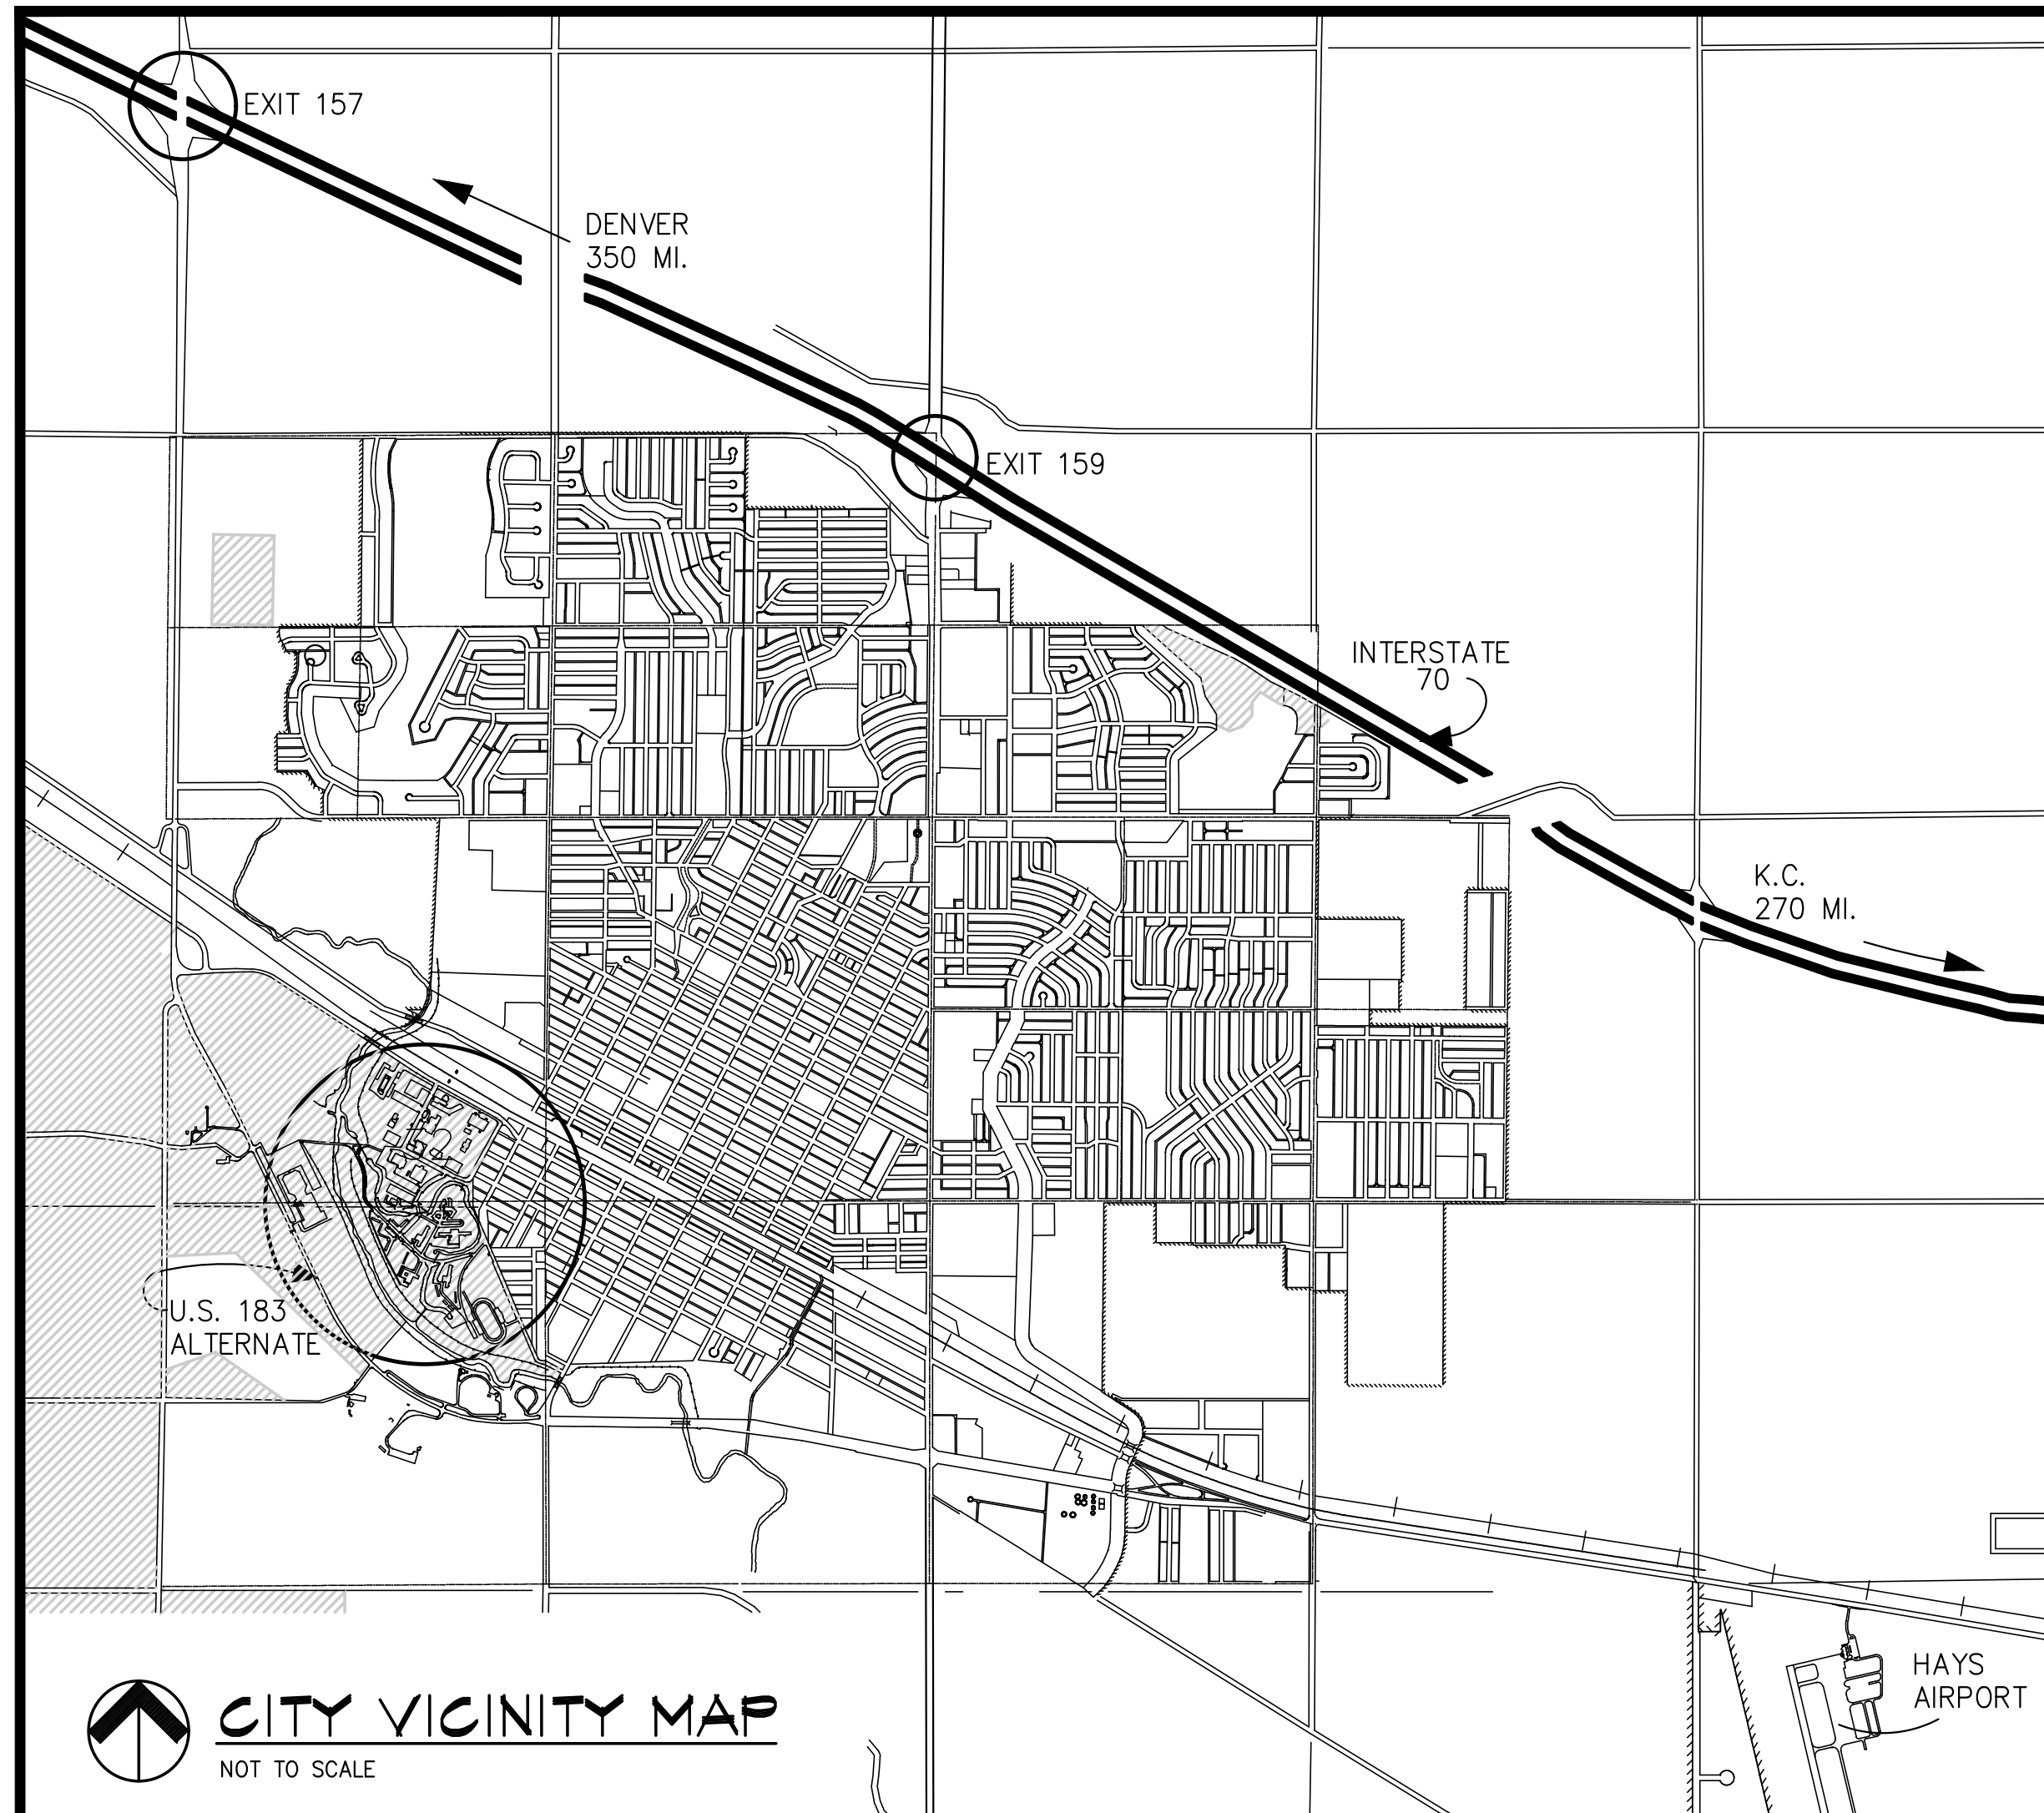 EXIT 157
DENVER
350 MI.
EXIT 159
INTERSTATE
70
K.C.
270 MI.
U.S. 183
ALTERNATE
HAYS
AIRPORT
CITY VICINITY MAP
NOT TO SCALE